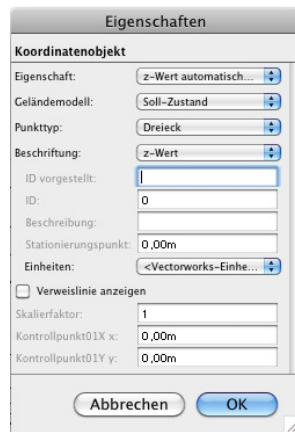 Eigenschaften
Koordinatenobjekt
Eigenschaft: z-Wert automatisch...
Geländemodell: Soll-Zustand
Punkttyp: Dreieck
Beschriftung: z-Wert
ID vorgestellt:
ID: 0
Beschreibung:
Stationierungspunkt: 0,00m
Einheiten: <Vectorworks-Einhe...
Verweislinie anzeigen
Skalierfaktor: 1
Kontrollpunkt01X x: 0,00m
Kontrollpunkt01Y y: 0,00m
Abbrechen OK